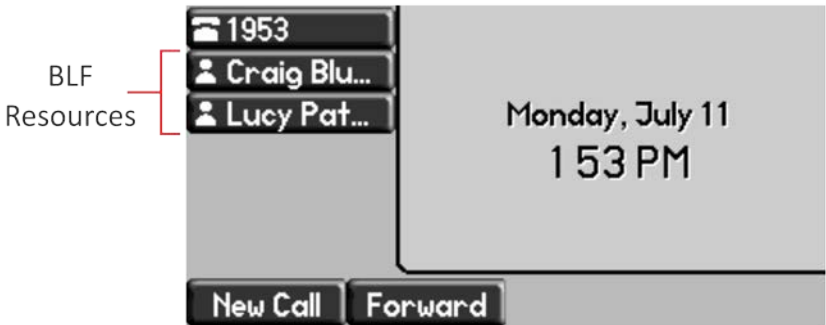 BLF
Resources
1953
Craig Blu...
Lucy Pat...
Monday, July 11
1 53 PM
New Call
Forward